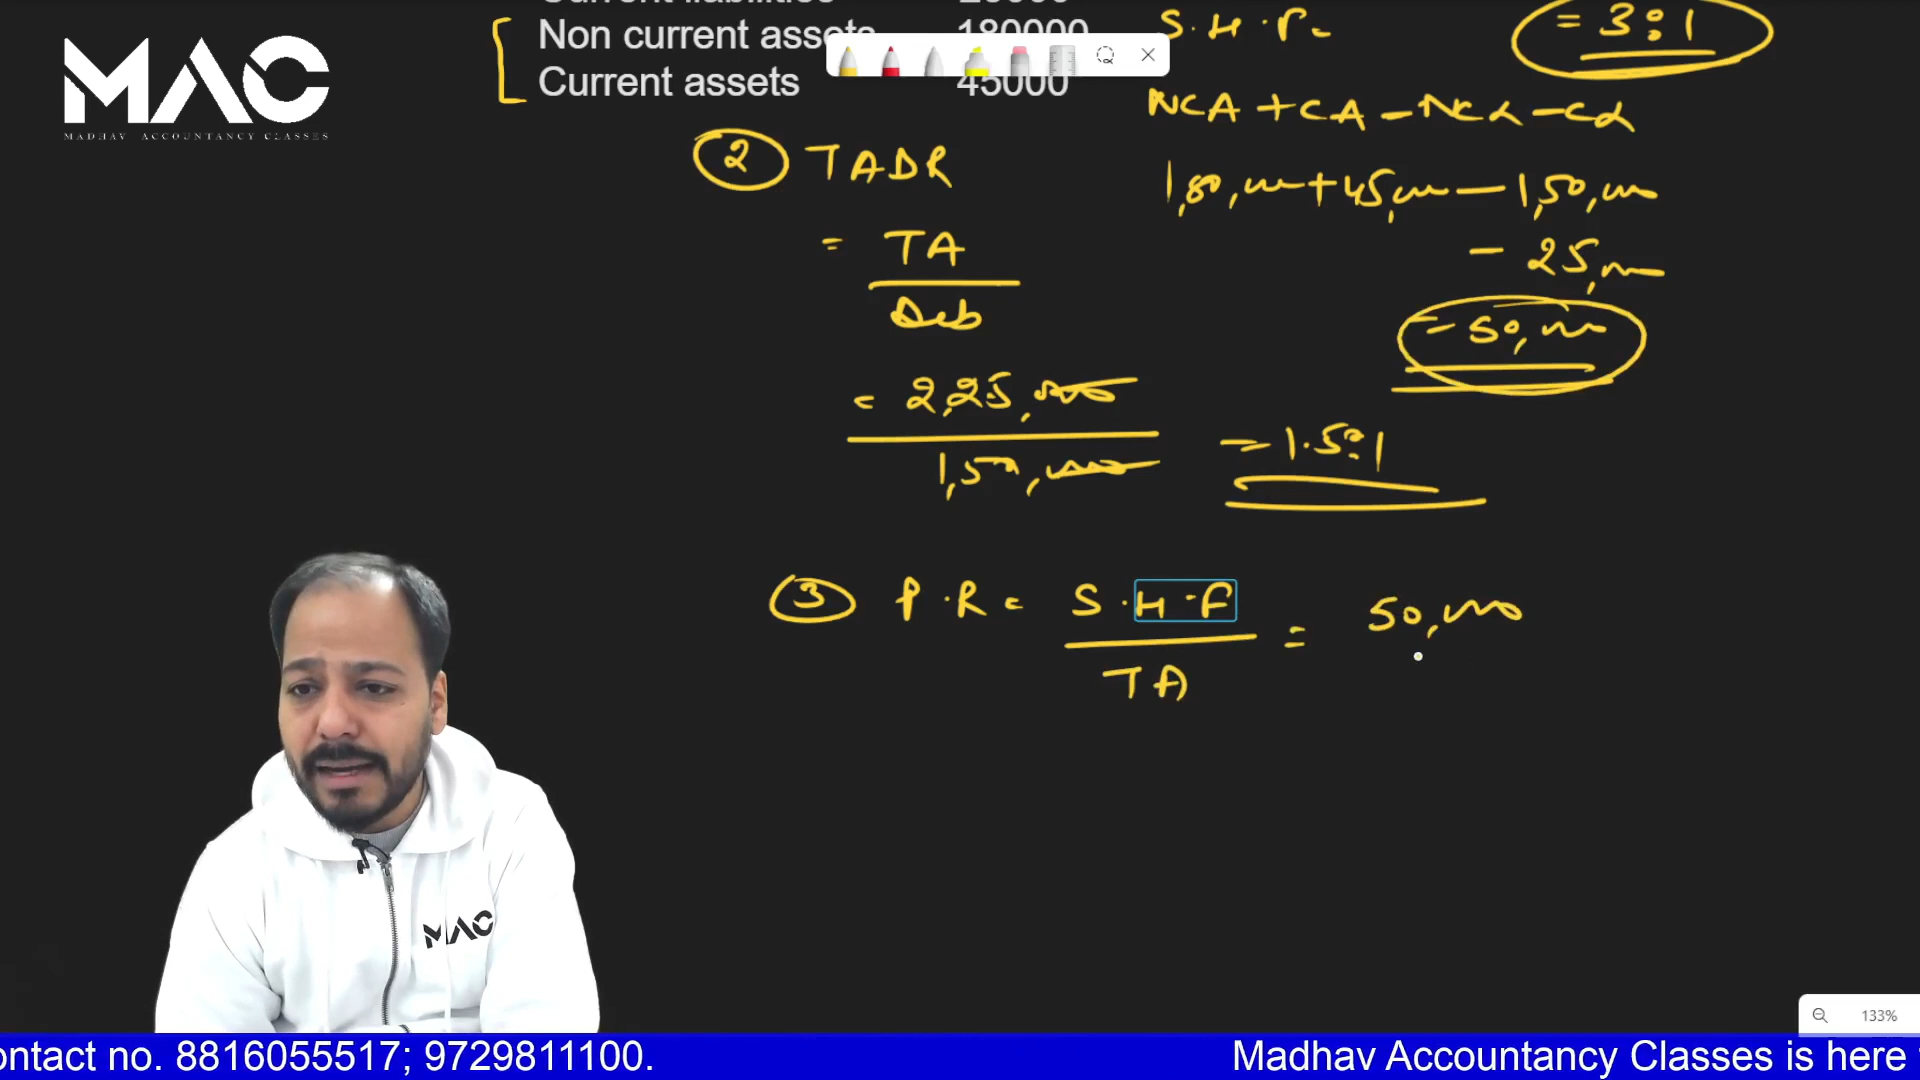 MAC
MADHAV ACCOUNTANCY CLASSES
Non current assets 180000
Current assets 45000
S.H.F =
= 3:1
NCA + CA - NCL - CL
1,80,000 + 45,000 - 1,50,000
- 25,000
= 50,000
2 TADR
= TA
Deb
= 2,25,000
1,50,000
= 1.5:1
3 P.R = S.H.F = 50,000
TA
MAC
133%
ontact no. 8816055517; 9729811100.
Madhav Accountancy Classes is here